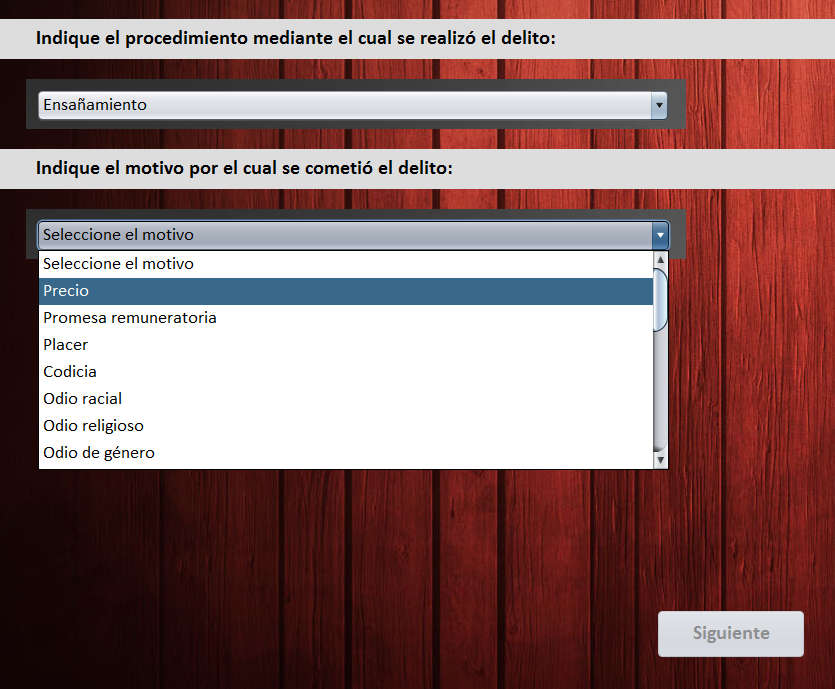 Indique el procedimiento mediante el cual se realizó el delito:
Ensañamiento
Indique el motivo por el cual se cometió el delito:
Seleccione el motivo
Seleccione el motivo
Precio
Promesa remuneratoria
Placer
Codicia
Odio racial
Odio religioso
Odio de género
Siguiente